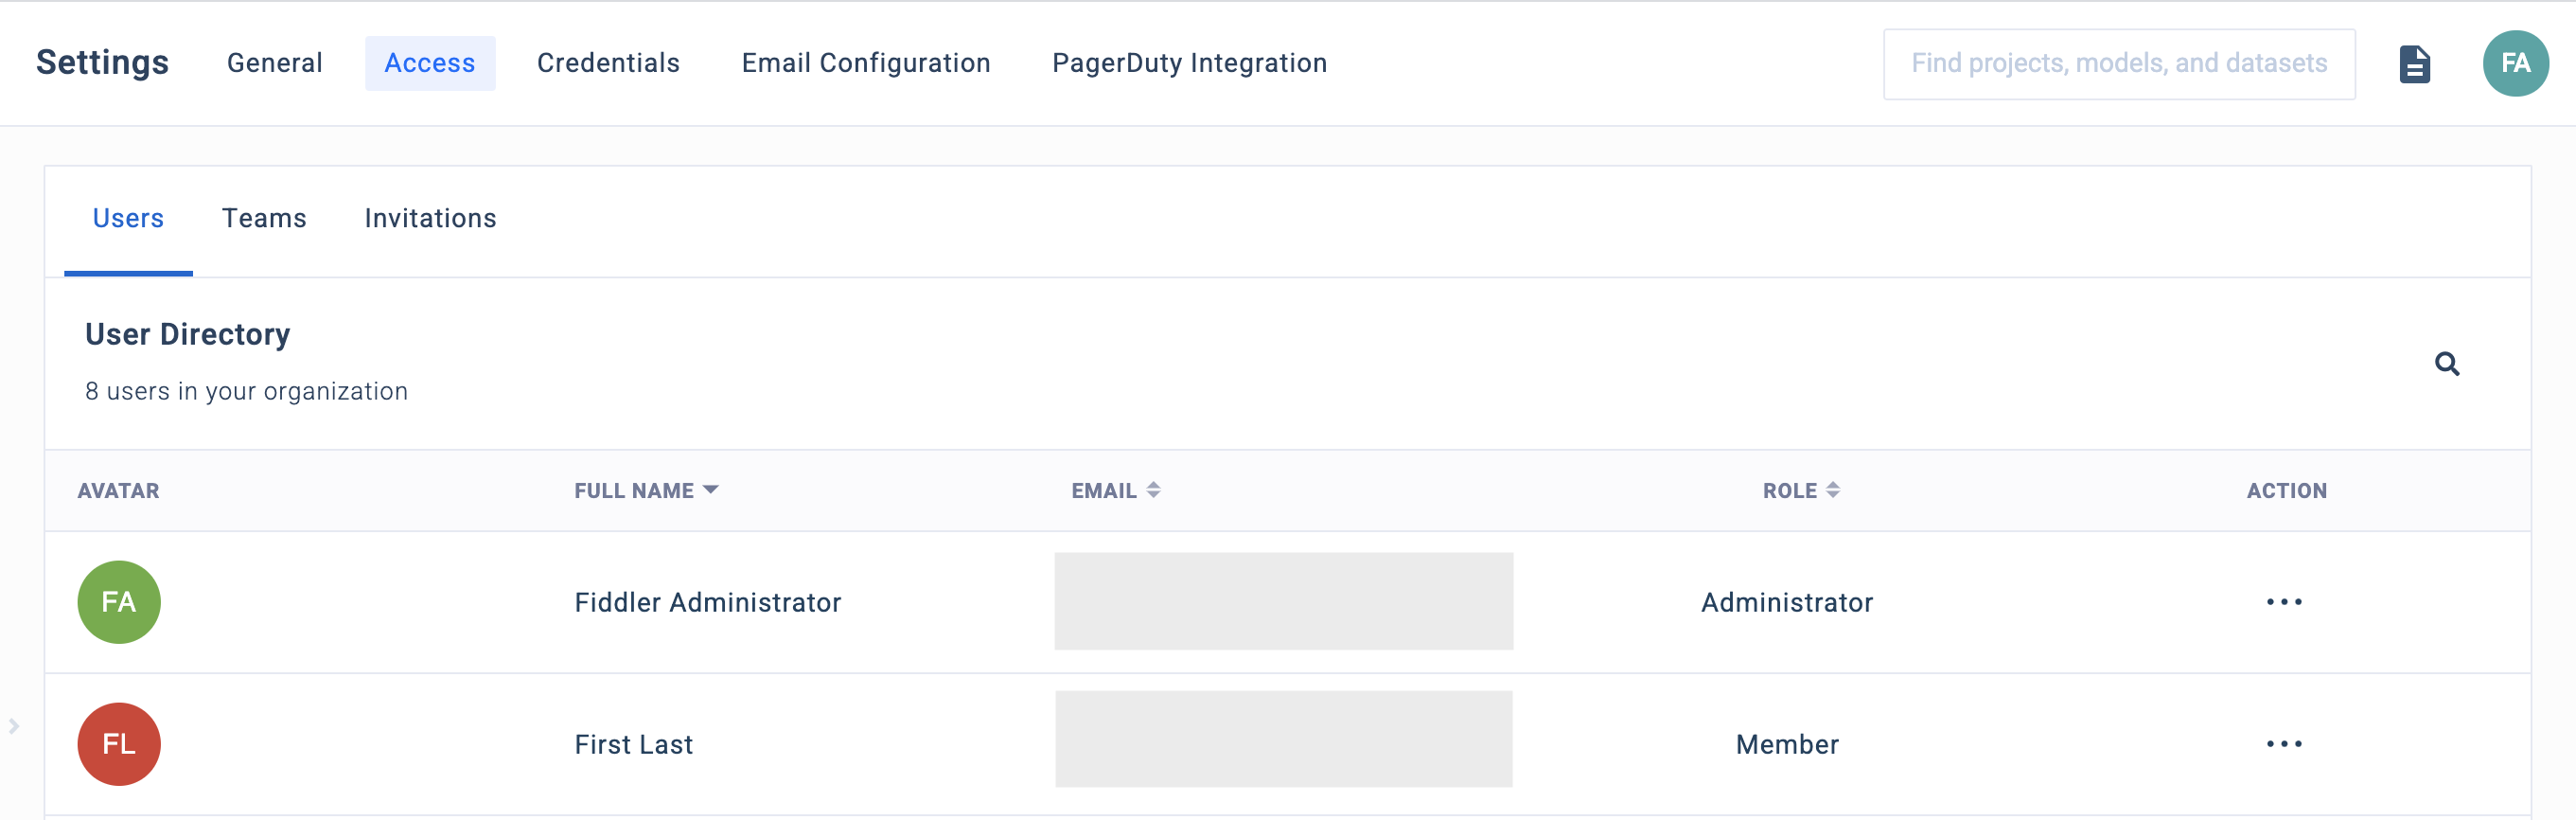 Settings General Access Credentials Email Configuration PagerDuty Integration Find projects, models, and datasets FA
Users Teams Invitations
User Directory
8 users in your organization
AVATAR FULL NAME EMAIL ROLE ACTION
FA Fiddler Administrator Administrator
FL First Last Member